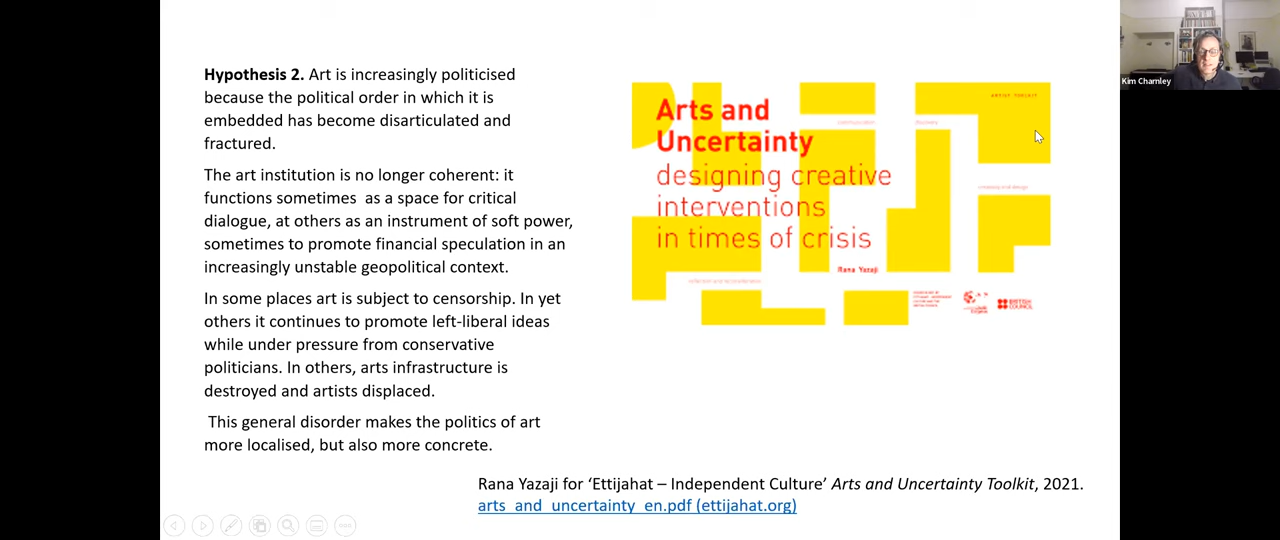 Hypothesis 2. Art is increasingly politicised
because the political order in which it is
embedded has become disarticulated and
fractured.
The art institution is no longer coherent: it
functions sometimes as a space for critical
dialogue, at others as an instrument of soft power,
sometimes to promote financial speculation in an
increasingly unstable geopolitical context.
In some places art is subject to censorship. In yet
others it continues to promote left-liberal ideas
while under pressure from conservative
politicians. In others, arts infrastructure is
destroyed and artists displaced.
This general disorder makes the politics of art
more localised, but also more concrete.
ARTIST TOOLKIT
Arts and
Uncertainty
designing creative
interventions
in times of crisis
Rana Yazaji
BRITISH
COUNCIL
Rana Yazaji for ‘Ettijahat – Independent Culture’ Arts and Uncertainty Toolkit, 2021.
arts_and_uncertainty_en.pdf (ettijahat.org)
Kim Charnley